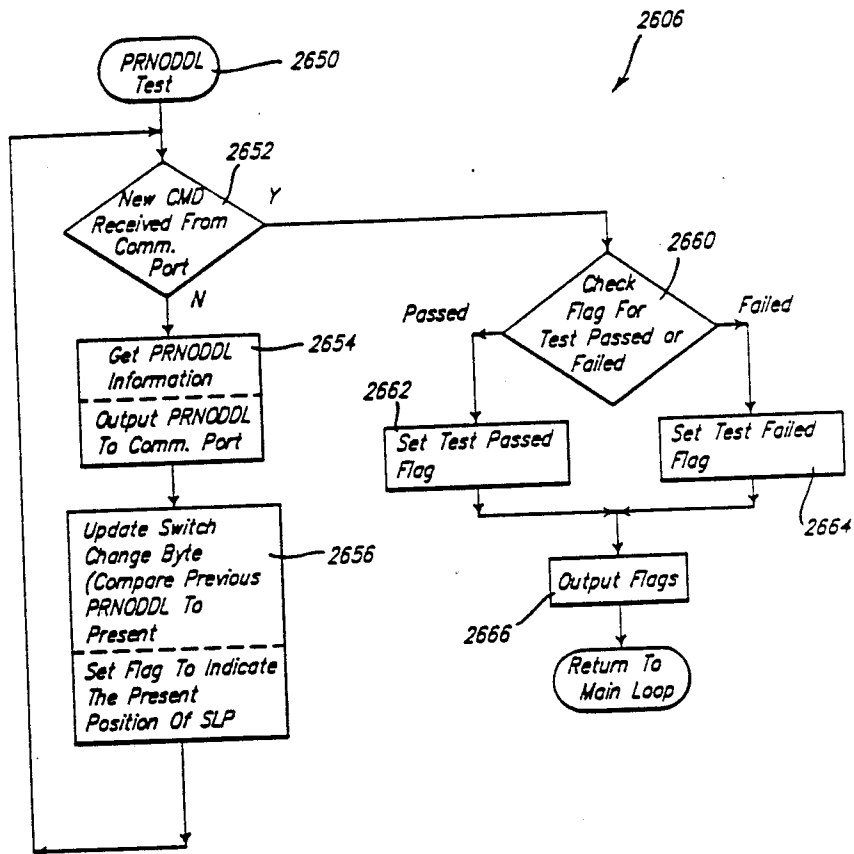 2606
PRNODDL
Test
2650
2652
New CMD
Received From
Comm.
Port
Y
N
2660
Check
Flag For
Test Passed or
Failed
Passed
Failed
Get PRNODDL
Information
Output PRNODDL
To Comm. Port
2654
2662
Set Test Passed
Flag
Set Test Failed
Flag
2664
Update Switch
Change Byte
(Compare Previous
PRNODDL To
Present
Set Flag To Indicate
The Present
Position Of SLP
2656
Output Flags
2666
Return To
Main Loop